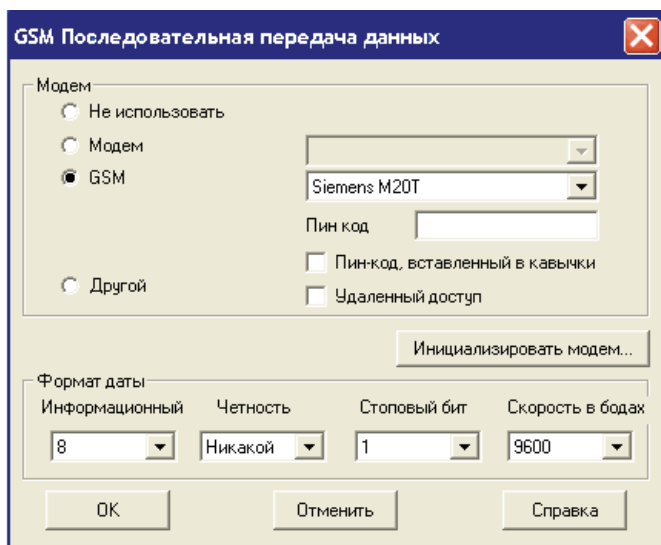 GSM Последовательная передача данных
Модем
Не использовать
Модем
GSM
Siemens M20T
Пин код
Пин-код, вставленный в кавычки
Другой
Удаленный доступ
Инициализировать модем...
Формат даты
Информационный Четность Стоповый бит Скорость в бодах
8 Никакой 1 9600
OK Отменить Справка